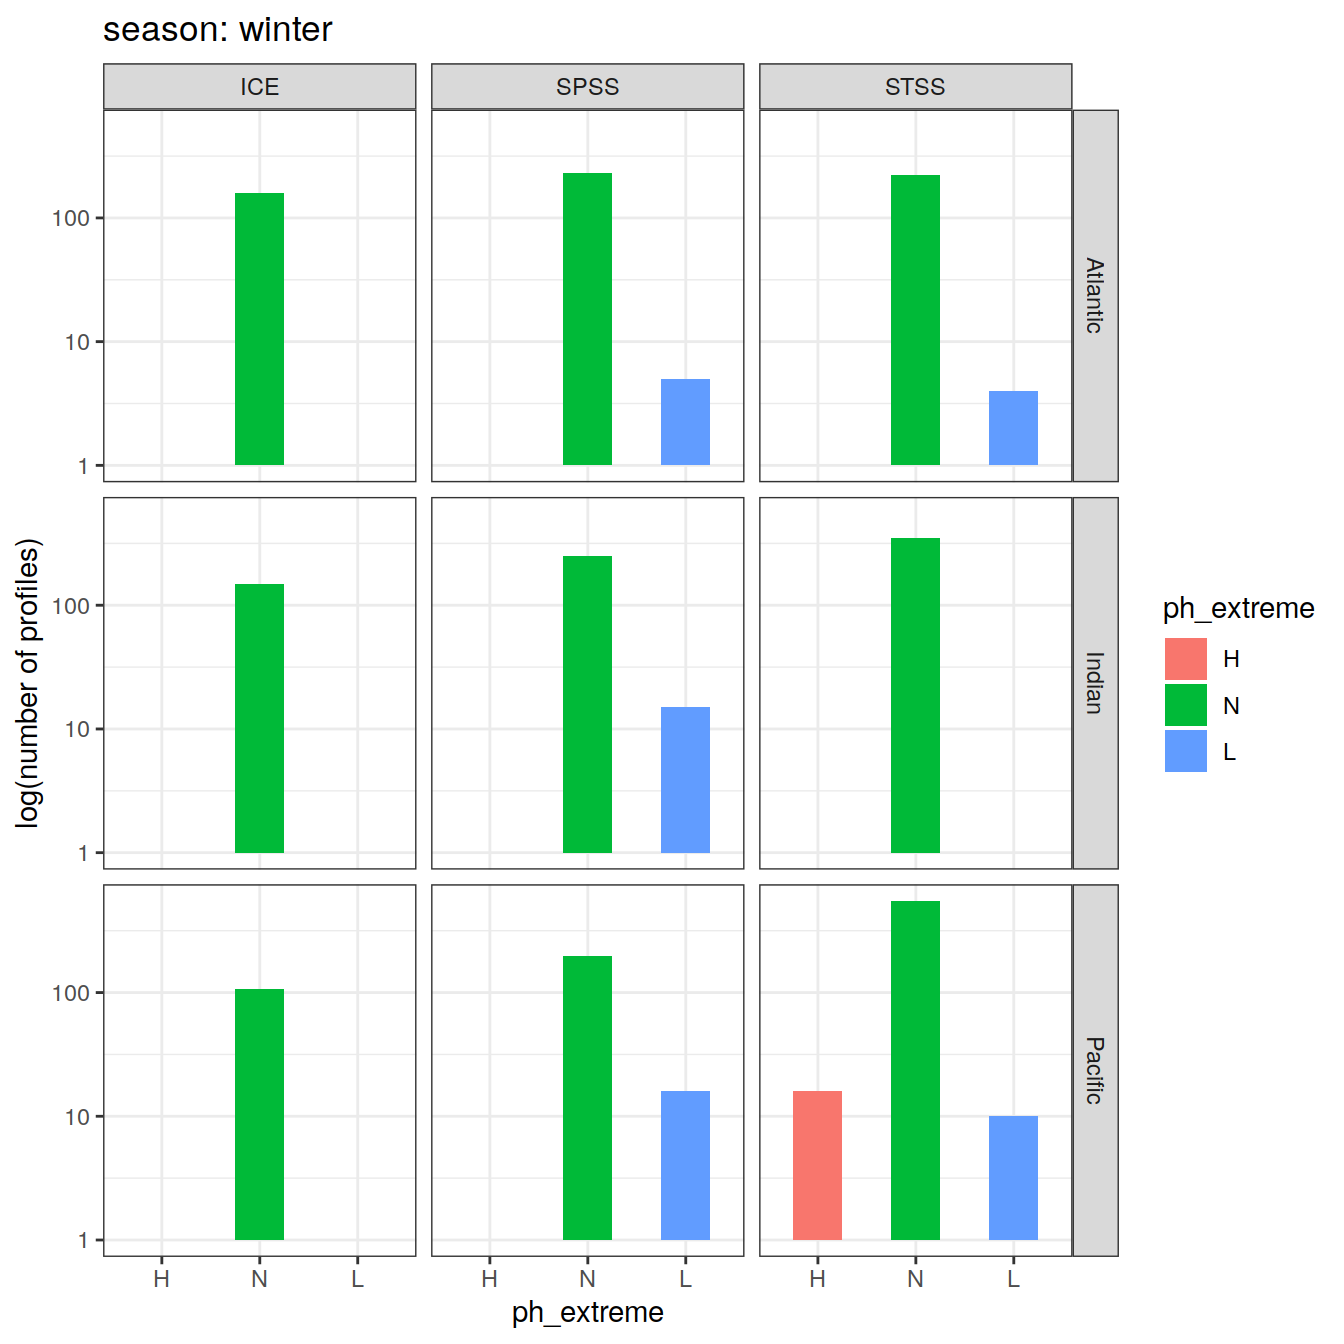 season: winter
ICE
SPSS
STSS
100
10
1
Atlantic
log(number of profiles)
100
10
1
Indian
100
10
1
Pacific
H
N
L
H
N
L
H
N
L
ph_extreme
ph_extreme
H
N
L